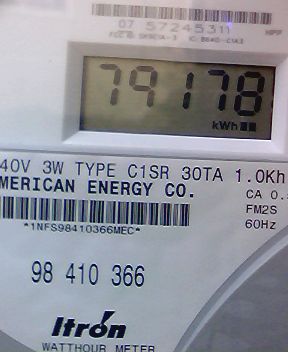 07 57245311
79178
kWh
40V 3W TYPE C1SR 30TA 1.0Kh
MERICAN ENERGY CO.
CA 0.
FM2S
*1NFS98410366MEC*
60Hz
98 410 366
Itrón
WATTHOUR METER